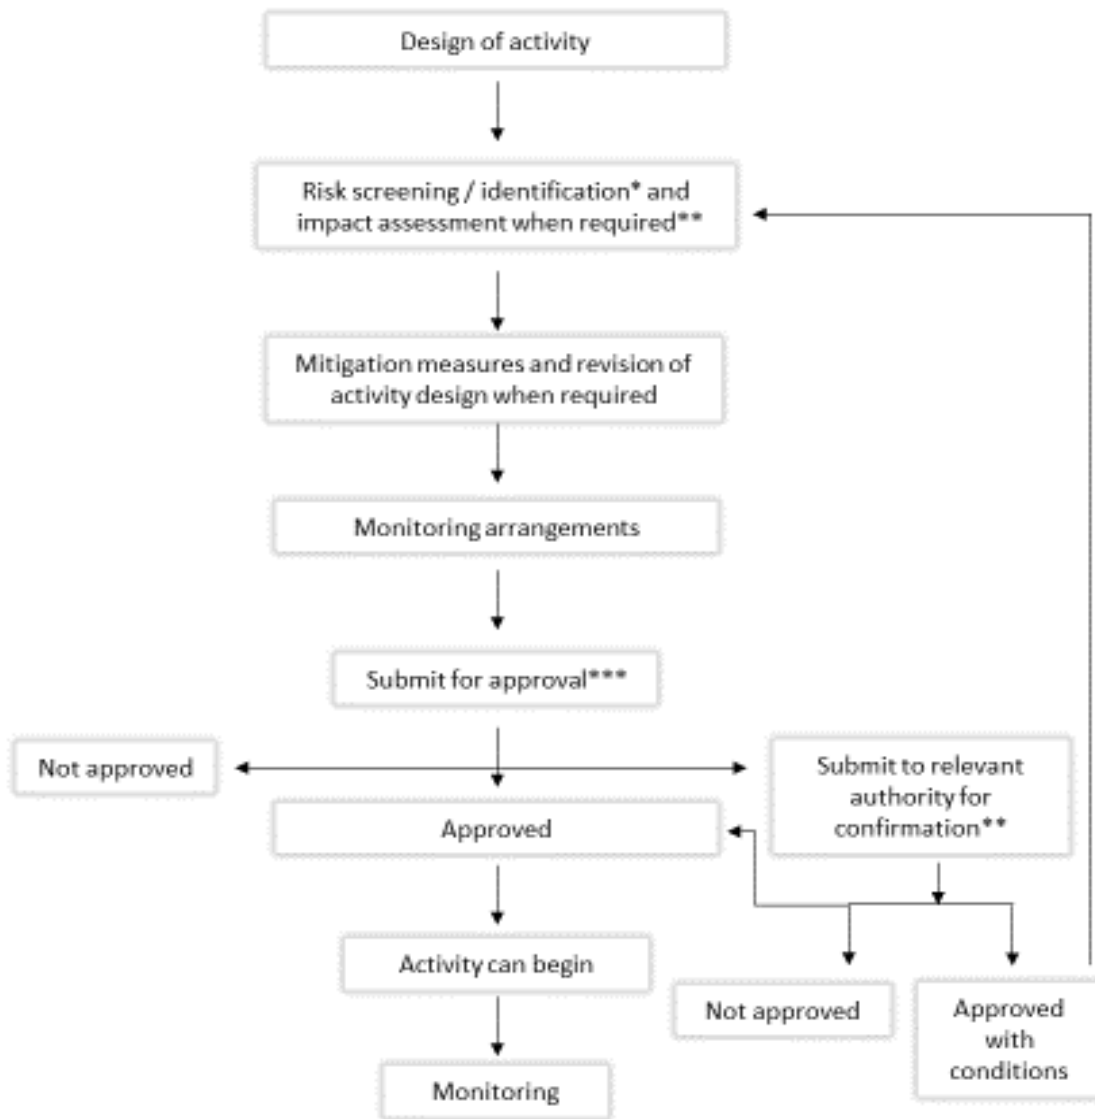 Design of activity
Risk screening / identification* and
impact assessment when required**
Mitigation measures and revision of
activity design when required
Monitoring arrangements
Submit for approval***
Not approved
Submit to relevant
authority for
confirmation**
Approved
Activity can begin
Not approved
Approved
with
conditions
Monitoring